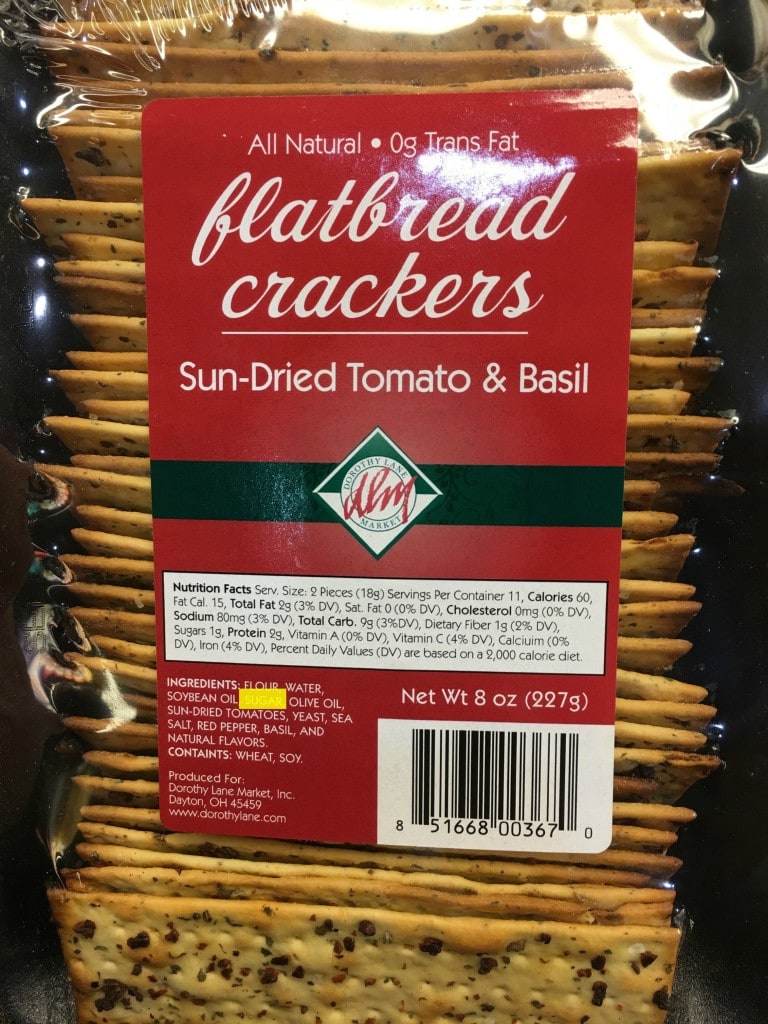 All Natural • 0g Trans Fat
flatbread
crackers
Sun-Dried Tomato & Basil
DOROTHY LANE
dlm
MARKET
Nutrition Facts Serv. Size: 2 Pieces (18g) Servings Per Container 11, Calories 60,
Fat Cal. 15, Total Fat 2g (3% DV), Sat. Fat 0 (0% DV), Cholesterol 0mg (0% DV),
Sodium 80mg (3% DV), Total Carb. 9g (3%DV), Dietary Fiber 1g (2% DV),
Sugars 1g, Protein 2g, Vitamin A (0% DV), Vitamin C (4% DV), Calciuim (0%
DV), Iron (4% DV), Percent Daily Values (DV) are based on a 2,000 calorie diet.
INGREDIENTS: FLOUR, WATER,
SOYBEAN OIL, SUGAR, OLIVE OIL,
SUN-DRIED TOMATOES, YEAST, SEA
SALT, RED PEPPER, BASIL, AND
NATURAL FLAVORS.
CONTAINTS: WHEAT, SOY.
Net Wt 8 oz (227g)
Produced For:
Dorothy Lane Market, Inc.
Dayton, OH 45459
www.dorothylane.com
8 51668 00367 0